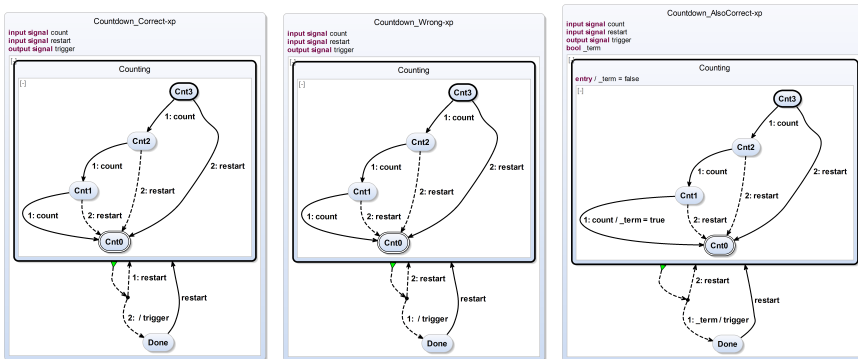 Countdown_Correct-xp
input signal count
input signal restart
output signal trigger
[-]
Counting
[-]
Cnt3
1: count
Cnt2
2: restart
1: count
2: restart
Cnt1
1: count
2: restart
Cnt0
1: restart
restart
2: / trigger
Done
Countdown_Wrong-xp
input signal count
input signal restart
output signal trigger
[-]
Counting
[-]
Cnt3
1: count
Cnt2
2: restart
1: count
2: restart
Cnt1
1: count
2: restart
Cnt0
2: restart
restart
1: / trigger
Done
Countdown_AlsoCorrect-xp
input signal count
input signal restart
output signal trigger
bool _term
[-]
Counting
entry / _term = false
[-]
Cnt3
1: count
Cnt2
2: restart
1: count
2: restart
Cnt1
1: count / _term = true
2: restart
Cnt0
2: restart
restart
1: _term / trigger
Done